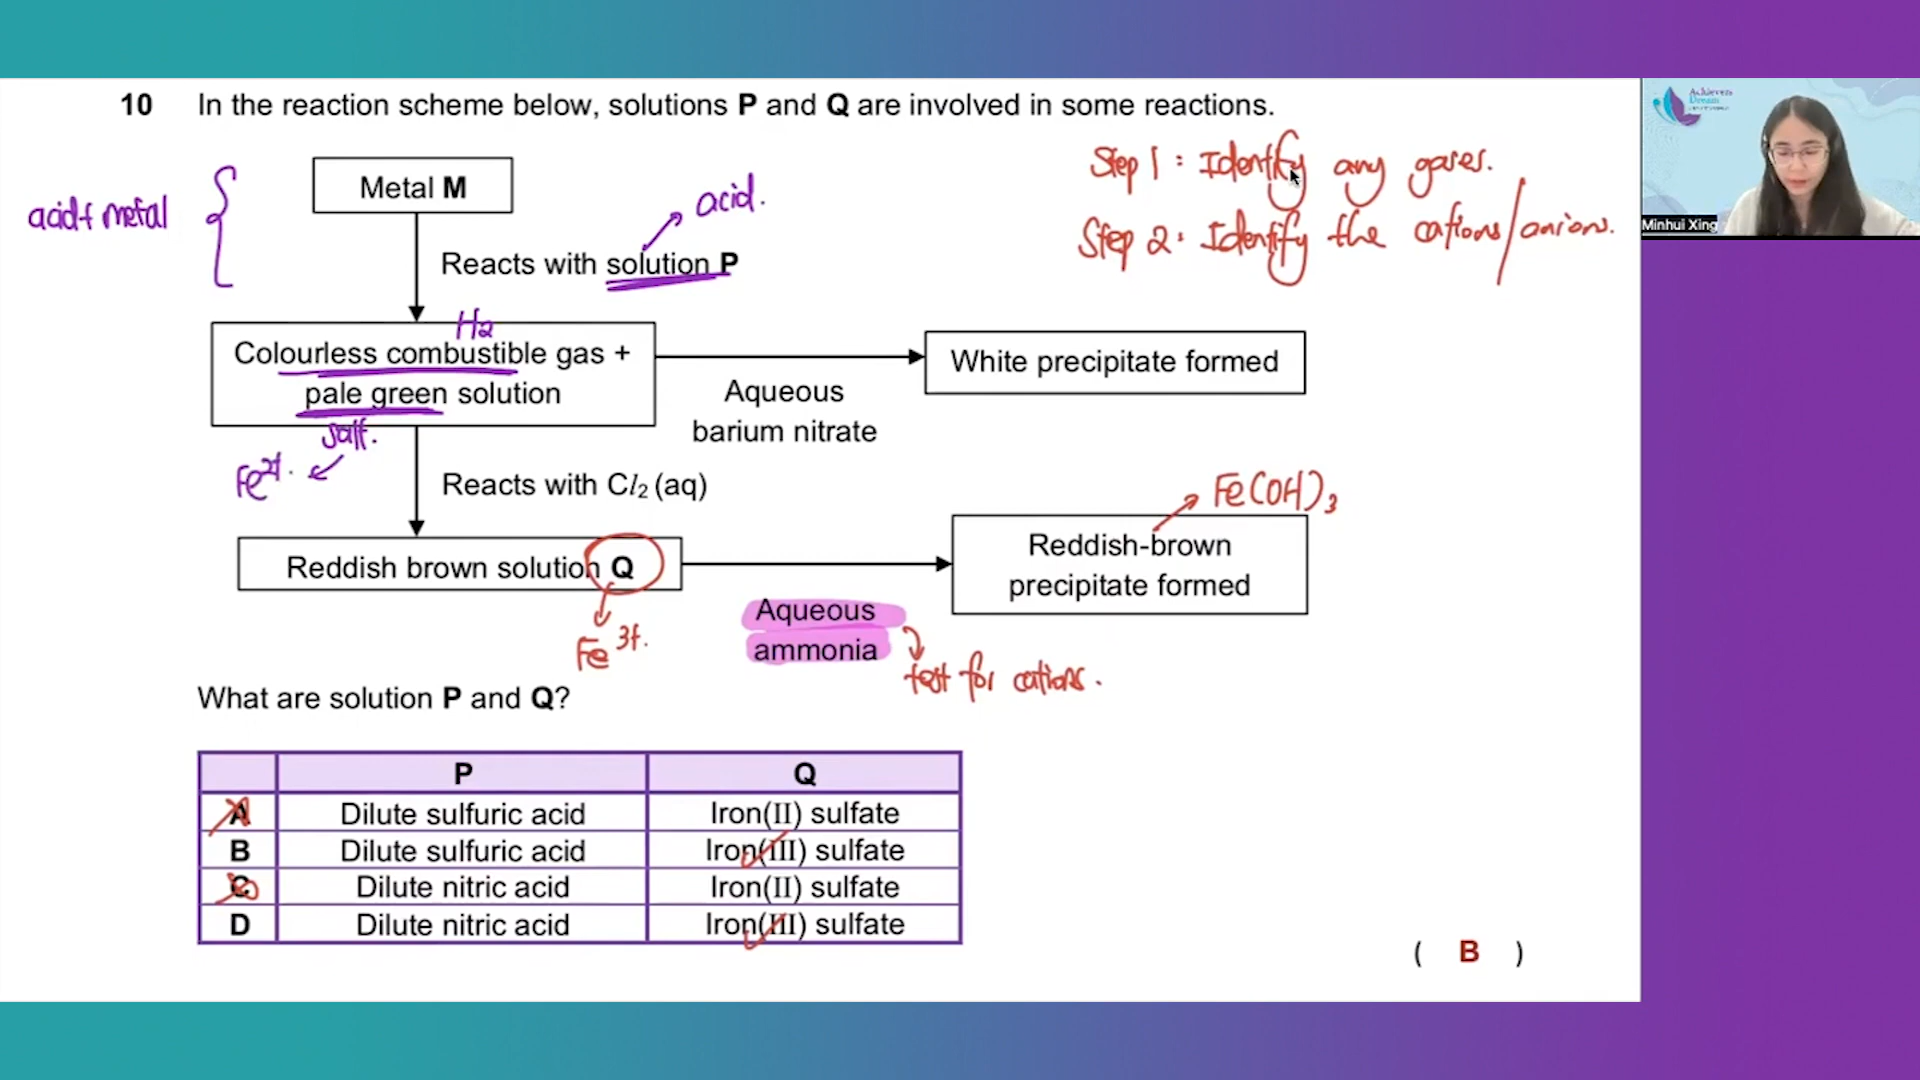 10 In the reaction scheme below, solutions P and Q are involved in some reactions.
Step 1 : Identify any gases.
Step 2 : Identify the cations/anions.
Achievers
Dream
Minhui Xing
acid + metal
Metal M
acid.
Reacts with solution P
H2
Colourless combustible gas +
pale green solution
salt.
Fe2+.
Aqueous
barium nitrate
White precipitate formed
Reacts with Cl2 (aq)
Reddish brown solution Q
Fe3+.
Aqueous
ammonia
test for cations.
Fe(OH)3
Reddish-brown
precipitate formed
What are solution P and Q?
P Q
A Dilute sulfuric acid Iron(II) sulfate
B Dilute sulfuric acid Iron(III) sulfate
C Dilute nitric acid Iron(II) sulfate
D Dilute nitric acid Iron(III) sulfate
( B )